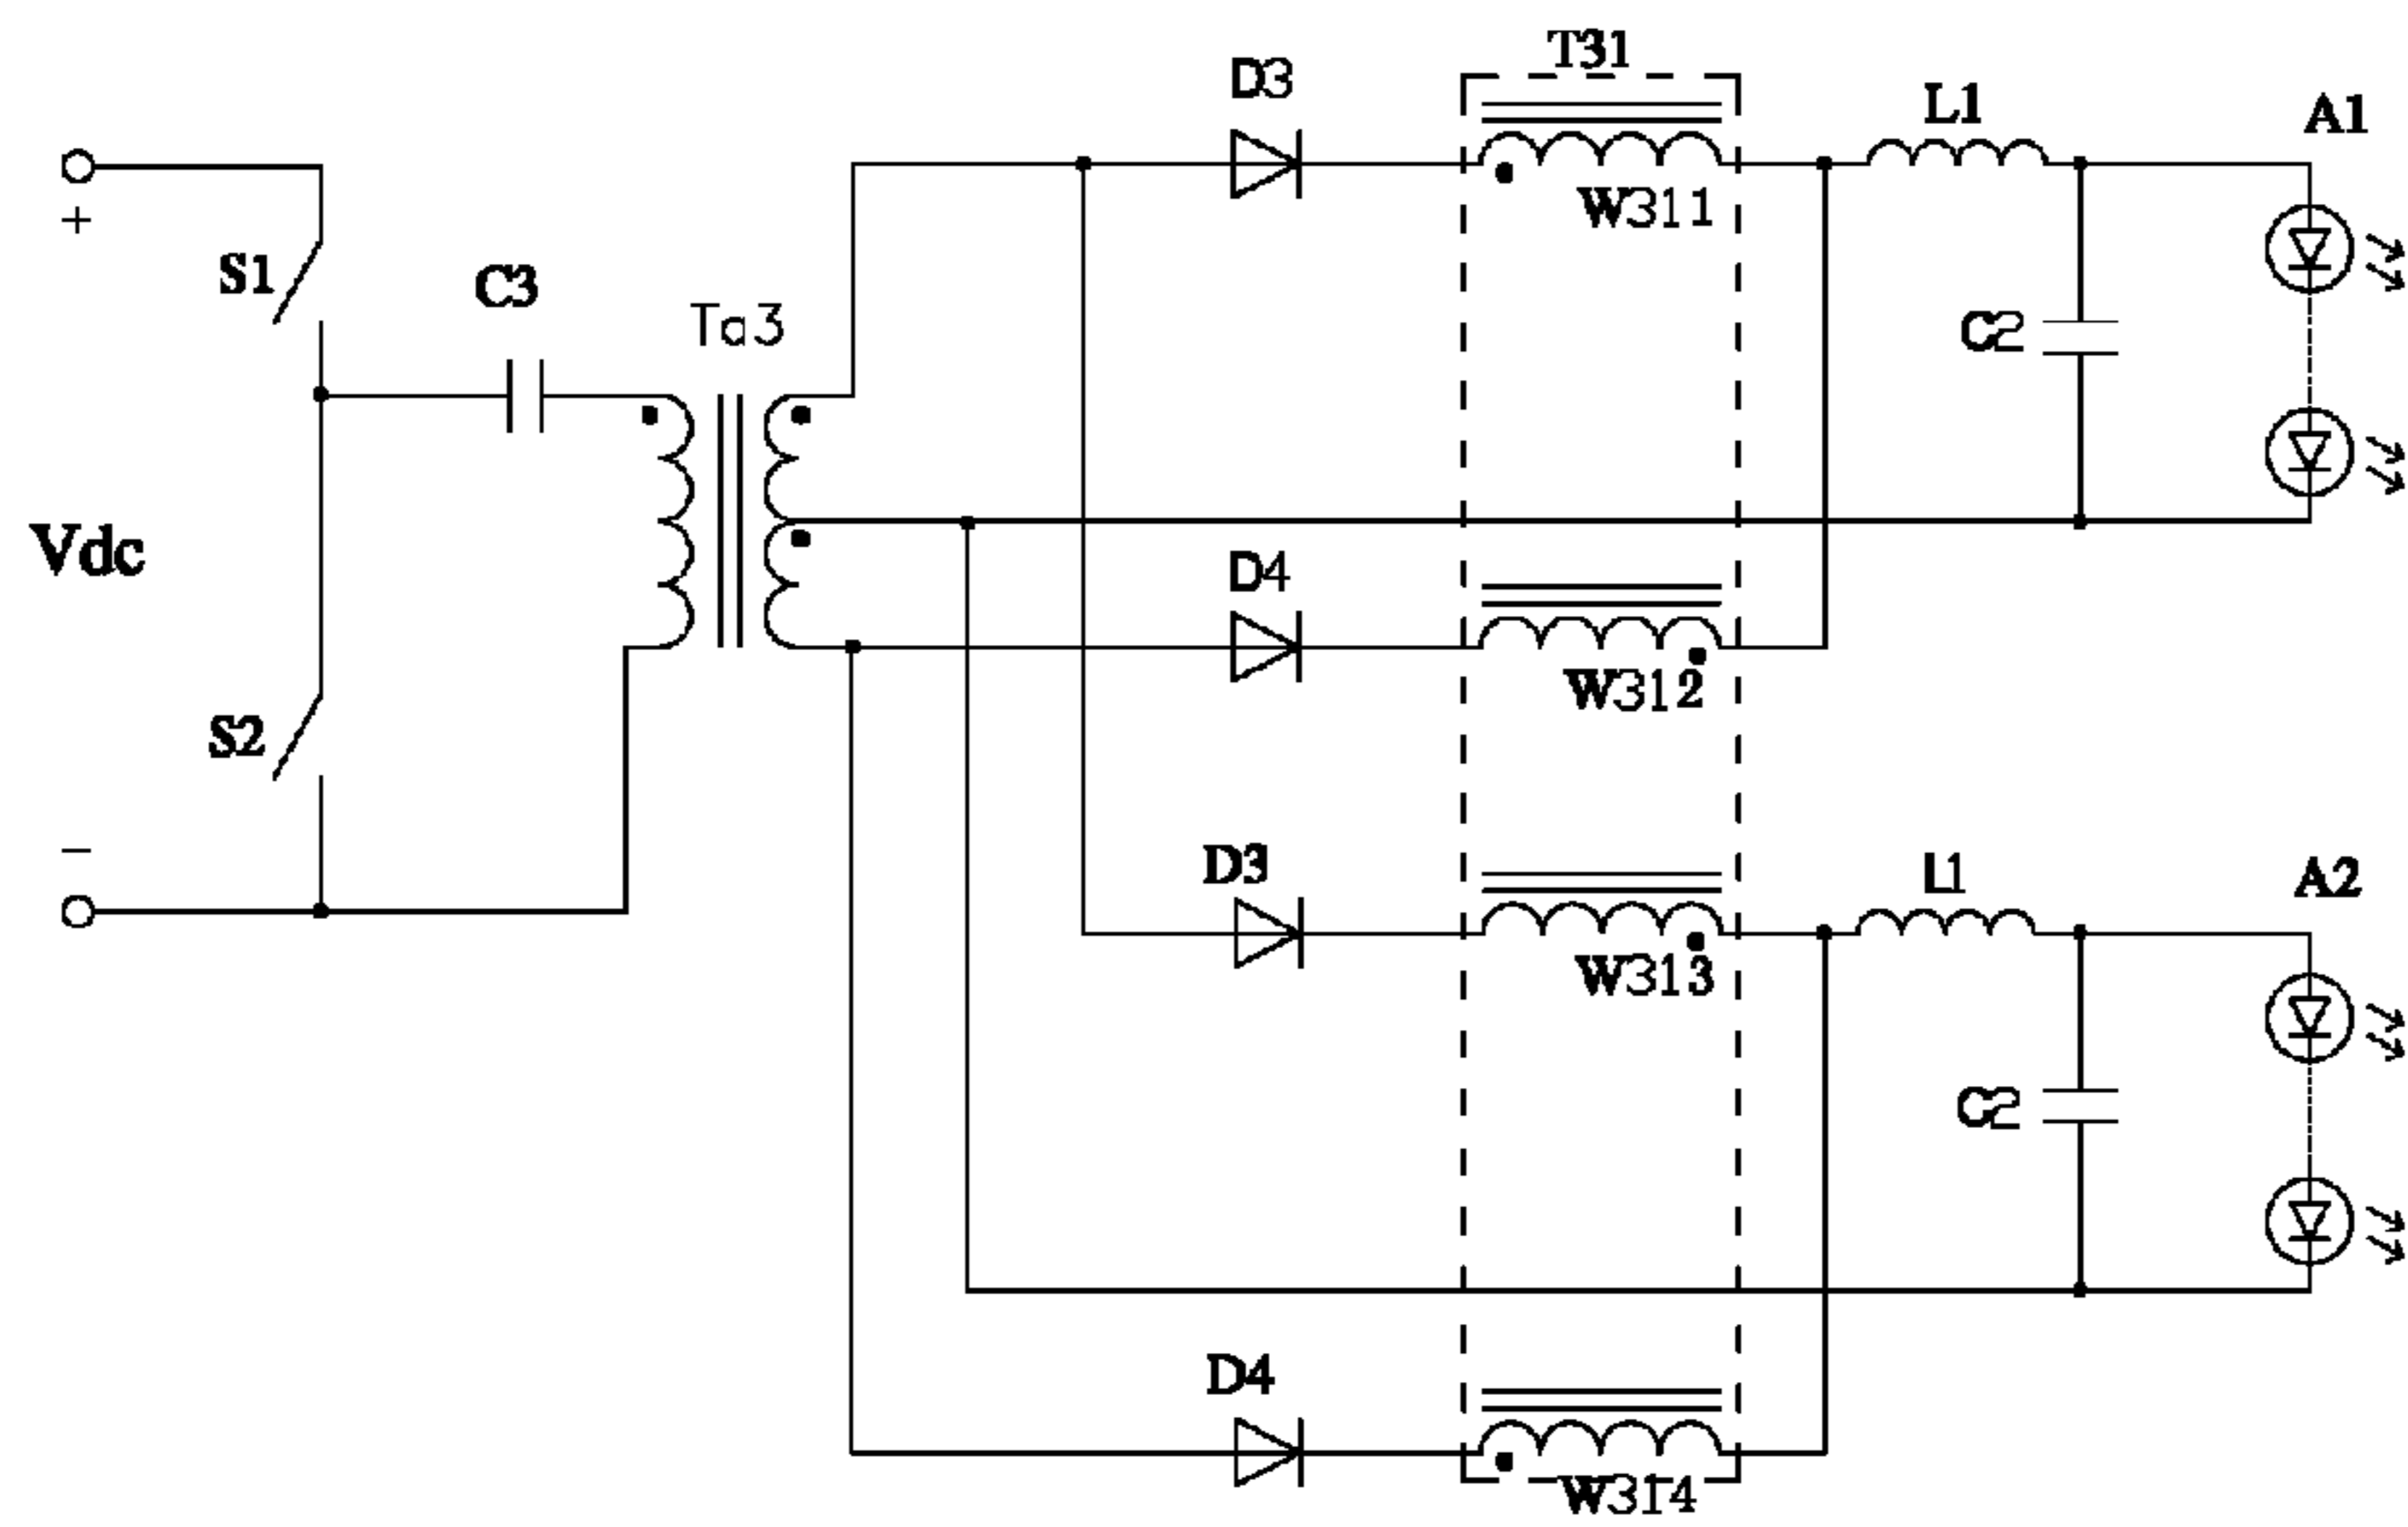 T31
D3
L1
A1
+
W311
S1
C3
Ta3
C2
Vdc
D4
W312
S2
−
D3
L1
A2
W313
C2
D4
W314